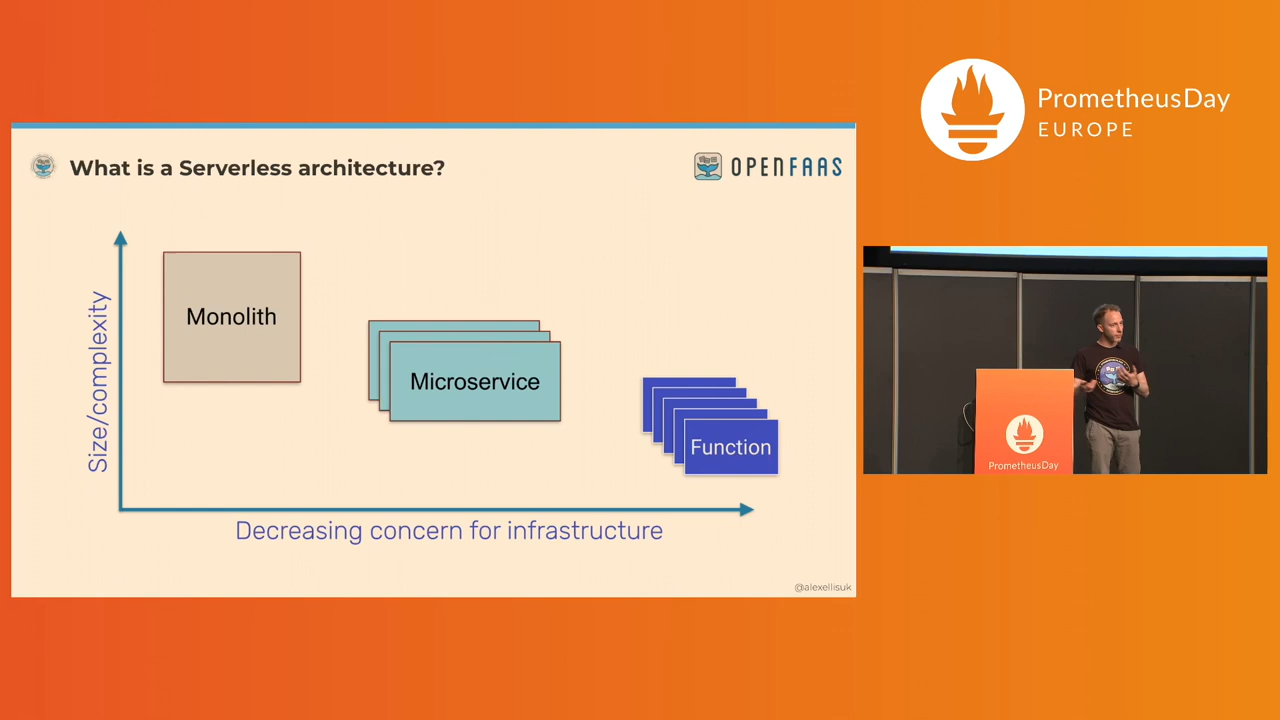 PrometheusDay
EUROPE
What is a Serverless architecture?
OPENFAAS
Size/complexity
Monolith
Microservice
Function
Decreasing concern for infrastructure
@alexellisuk
PrometheusDay